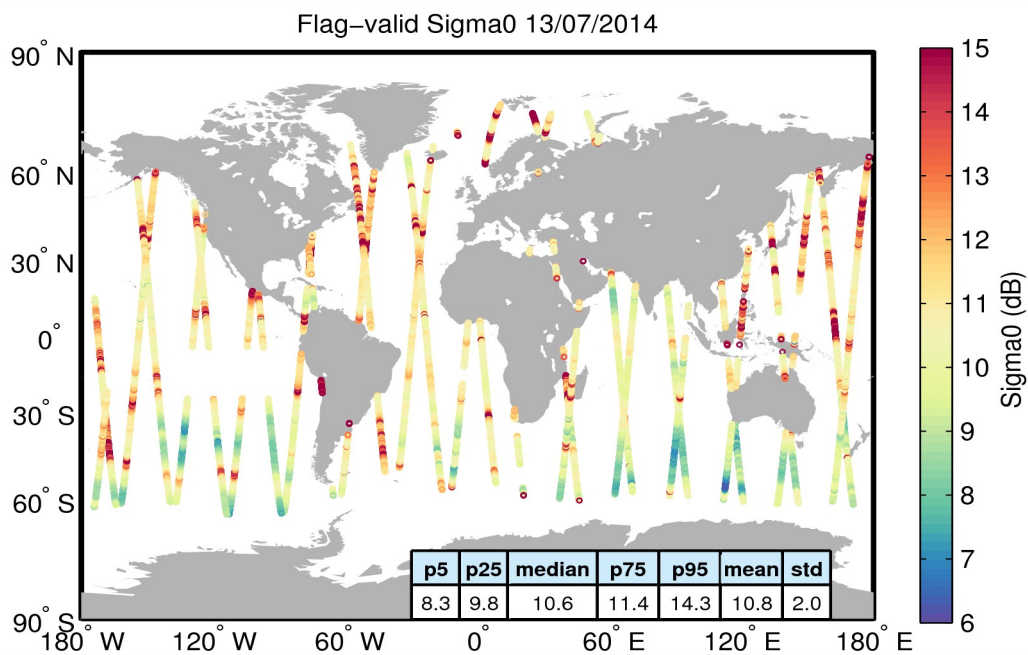 Flag−valid Sigma0 13/07/2014
90° N
60° N
30° N
0°
30° S
60° S
90° S
180° W
120° W
60° W
0°
60° E
120° E
180° E
p5 p25 median p75 p95 mean std
8.3 9.8 10.6 11.4 14.3 10.8 2.0
15
14
13
12
11
10
9
8
7
6
Sigma0 (dB)